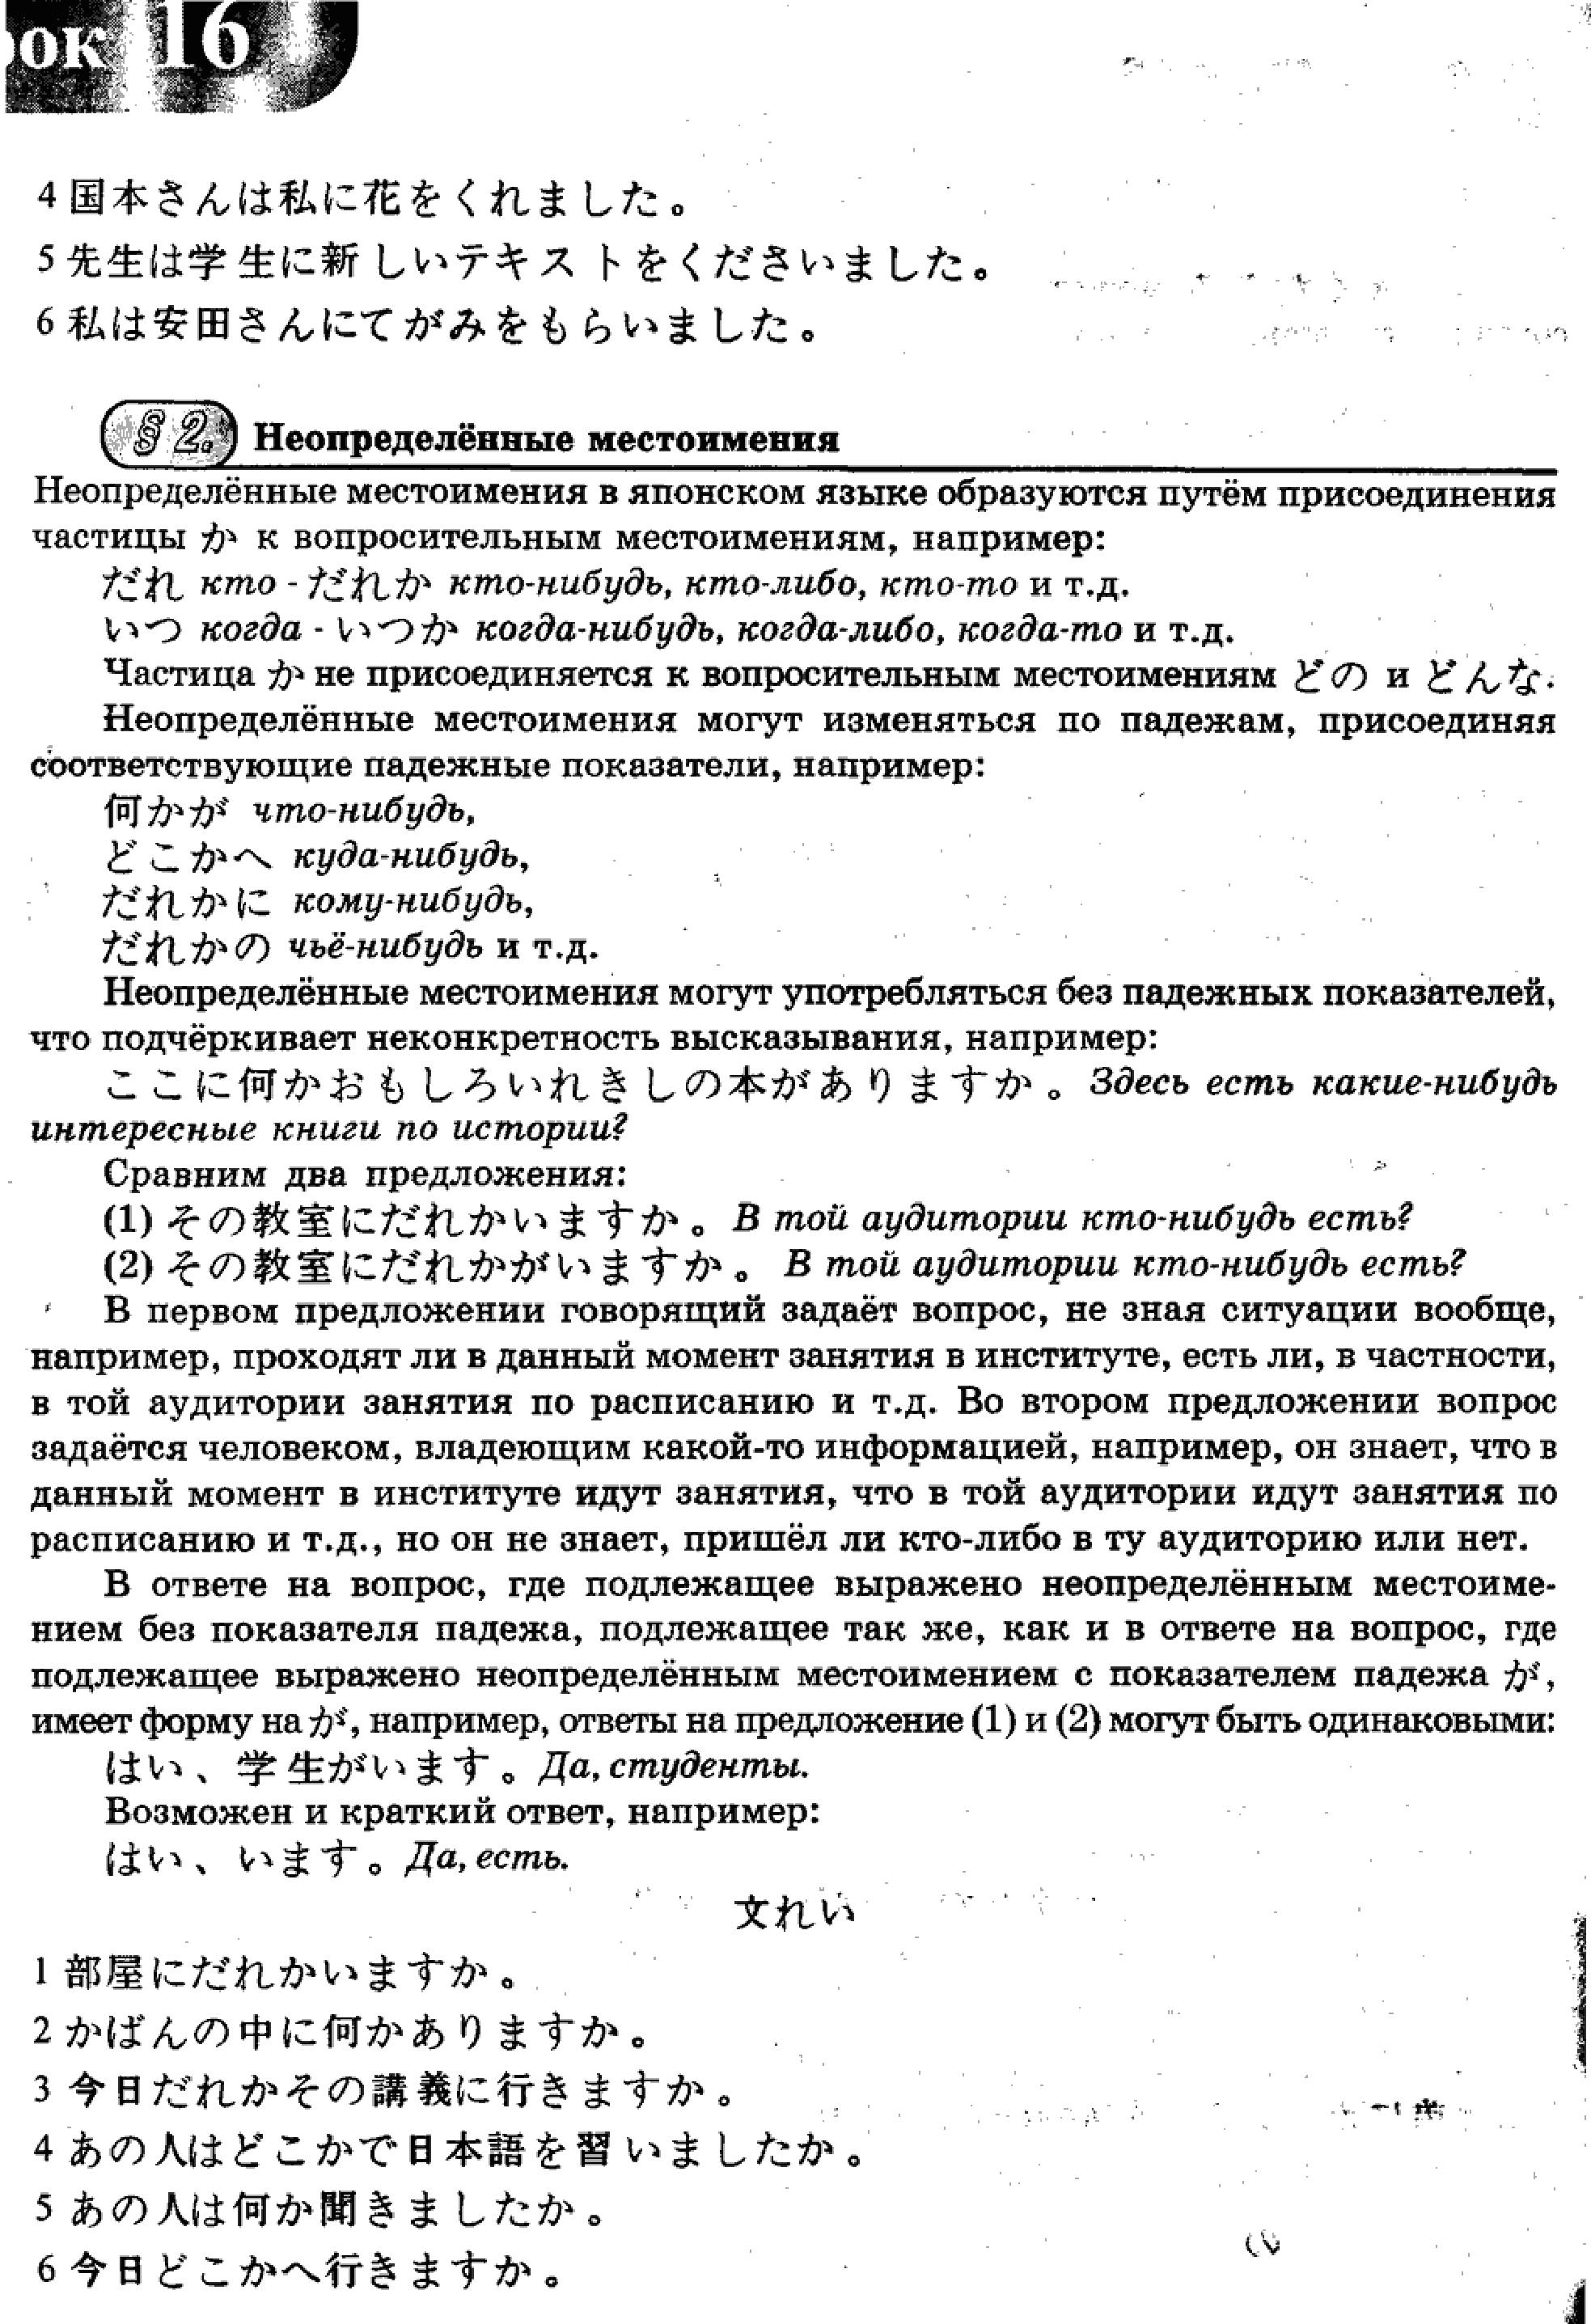 рок 16
4 国本さんは私に花をくれました。
5 先生は学生に新しいテキストをくださいました。
6 私は安田さんにてがみをもらいました。
§ 2. Неопределённые местоимения
Неопределённые местоимения в японском языке образуются путём присоединения
частицы か к вопросительным местоимениям, например:
だれ кто - だれか кто-нибудь, кто-либо, кто-то и т.д.
いつ когда - いつか когда-нибудь, когда-либо, когда-то и т.д.
Частица か не присоединяется к вопросительным местоимениям どの и どんな.
Неопределённые местоимения могут изменяться по падежам, присоединяя
соответствующие падежные показатели, например:
何かが что-нибудь,
どこかへ куда-нибудь,
だれかに кому-нибудь,
だれかの чьё-нибудь и т.д.
Неопределённые местоимения могут употребляться без падежных показателей,
что подчёркивает неконкретность высказывания, например:
ここに何かおもしろいれきしの本がありますか。Здесь есть какие-нибудь
интересные книги по истории?
Сравним два предложения:
(1) その教室にだれかいますか。В той аудитории кто-нибудь есть?
(2) その教室にだれかがいますか。 В той аудитории кто-нибудь есть?
В первом предложении говорящий задаёт вопрос, не зная ситуации вообще,
например, проходят ли в данный момент занятия в институте, есть ли, в частности,
в той аудитории занятия по расписанию и т.д. Во втором предложении вопрос
задаётся человеком, владеющим какой-то информацией, например, он знает, что в
данный момент в институте идут занятия, что в той аудитории идут занятия по
расписанию и т.д., но он не знает, пришёл ли кто-либо в ту аудиторию или нет.
В ответе на вопрос, где подлежащее выражено неопределённым местоиме-
нием без показателя падежа, подлежащее так же, как и в ответе на вопрос, где
подлежащее выражено неопределённым местоимением с показателем падежа が,
имеет форму на が, например, ответы на предложение (1) и (2) могут быть одинаковыми:
はい、学生がいます。Да, студенты.
Возможен и краткий ответ, например:
はい、います。Да, есть.
文れい
1 部屋にだれかいますか。
2 かばんの中に何かありますか。
3 今日だれかその講義に行きますか。
4 あの人はどこかで日本語を習いましたか。
5 あの人は何か聞きましたか。
6 今日どこかへ行きますか。